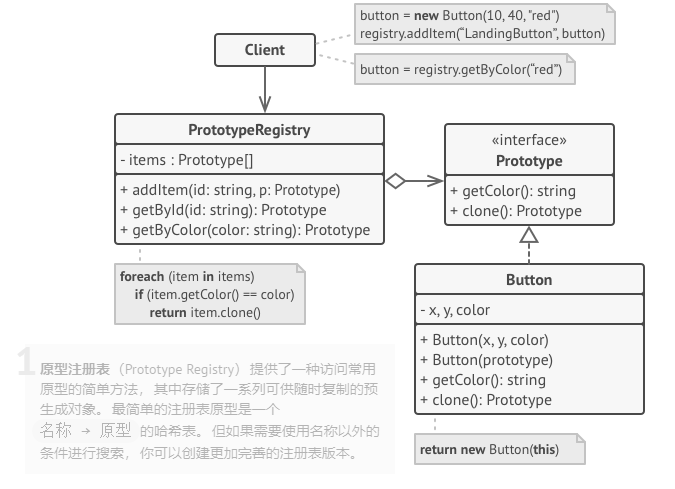 button = new Button(10, 40, "red")
registry.addItem(“LandingButton”, button)
Client
button = registry.getByColor(“red”)
PrototypeRegistry
- items : Prototype[]
+ addItem(id: string, p: Prototype)
+ getById(id: string): Prototype
+ getByColor(color: string): Prototype
«interface»
Prototype
+ getColor(): string
+ clone(): Prototype
foreach (item in items)
if (item.getColor() == color)
return item.clone()
Button
- x, y, color
+ Button(x, y, color)
+ Button(prototype)
+ getColor(): string
+ clone(): Prototype
return new Button(this)
1
原型注册表（Prototype Registry） 提供了一种访问常用
原型的简单方法， 其中存储了一系列可供随时复制的预
生成对象。 最简单的注册表原型是一个
名称 → 原型 的哈希表。 但如果需要使用名称以外的
条件进行搜索， 你可以创建更加完善的注册表版本。